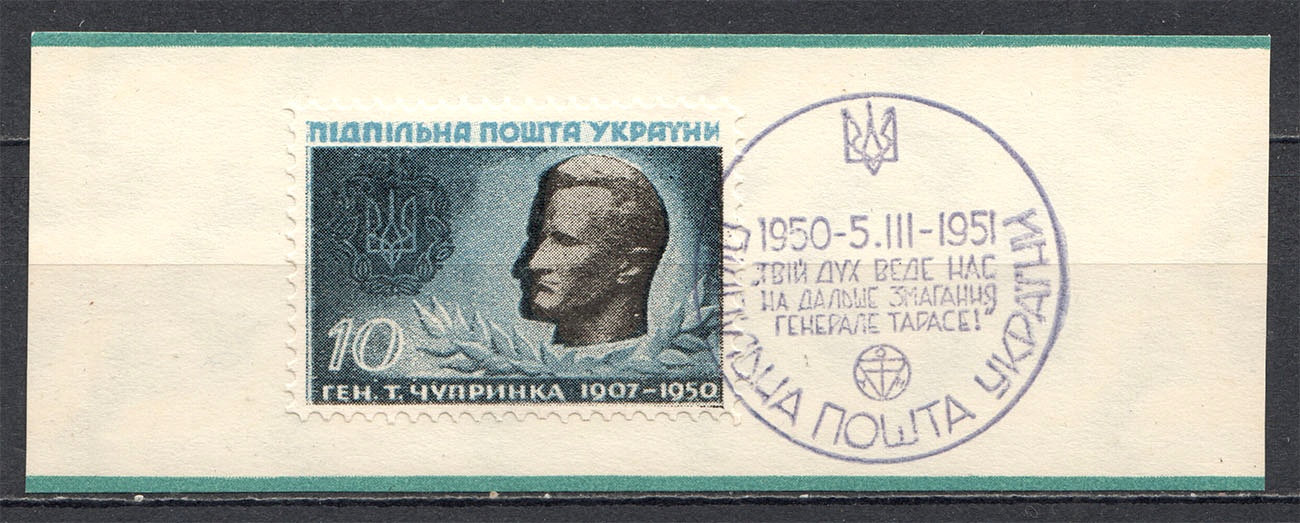 ПІДПІЛЬНА ПОШТА УКРАЇНИ
10
ГЕН. Т. ЧУПРИНКА 1907-1950
1950-5.III-1951
ТВІЙ ДУХ ВЕДЕ НАС
НА ДАЛЬШЕ ЗМАГАННЯ
ГЕНЕРАЛЕ ТАРАСЕ!"
ПОШТА УКРАЇНИ